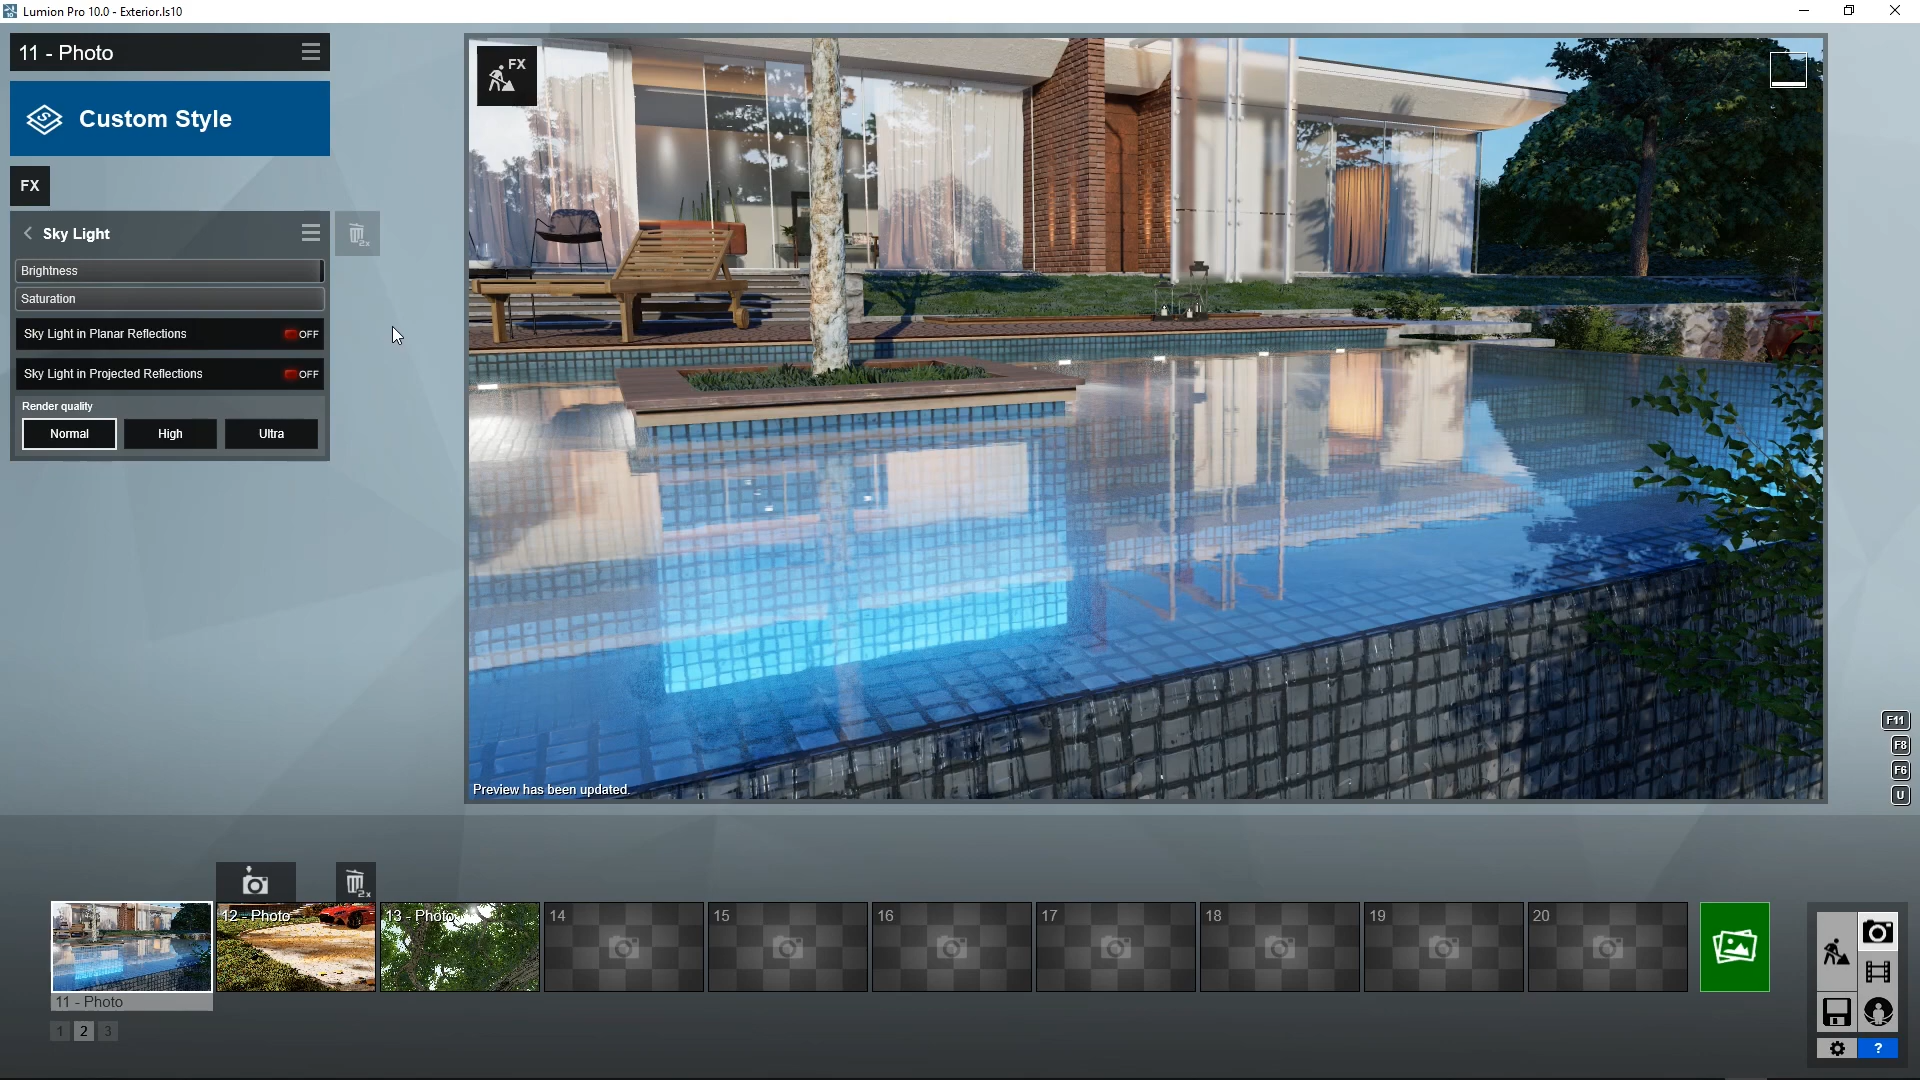 Lumion Pro 10.0 - Exterior.ls10
11 - Photo
Custom Style
FX
FX
Sky Light
2x
Brightness
Saturation
Sky Light in Planar Reflections OFF
Sky Light in Projected Reflections OFF
Render quality
Normal High Ultra
Preview has been updated.
F11
F8
F6
U
2x
12 - Photo 13 - Photo 14 15 16 17 18 19 20
11 - Photo
1 2 3
?